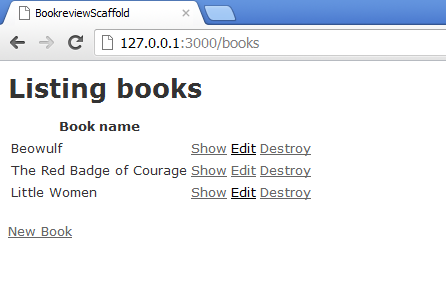 BookreviewScaffold
127.0.0.1:3000/books
Listing books
Book name
Beowulf Show Edit Destroy
The Red Badge of Courage Show Edit Destroy
Little Women Show Edit Destroy
New Book